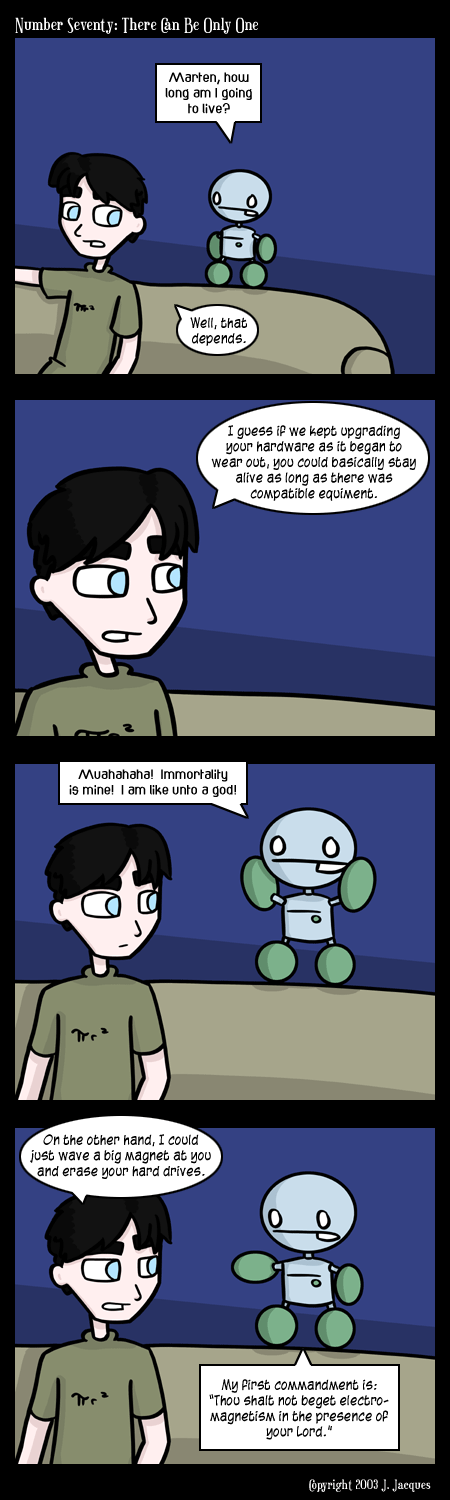 Number Seventy: There Can Be Only One
Marten, how
long am I going
to live?
Well, that
depends.
πr²
I guess if we kept upgrading
your hardware as it began to
wear out, you could basically stay
alive as long as there was
compatible equiment.
Muahahaha! Immortality
is mine! I am like unto a god!
πr²
On the other hand, I could
just wave a big magnet at you
and erase your hard drives.
πr²
My first commandment is:
"Thou shalt not beget electro-
magnetism in the presence of
your Lord."
Copyright 2003 J. Jacques